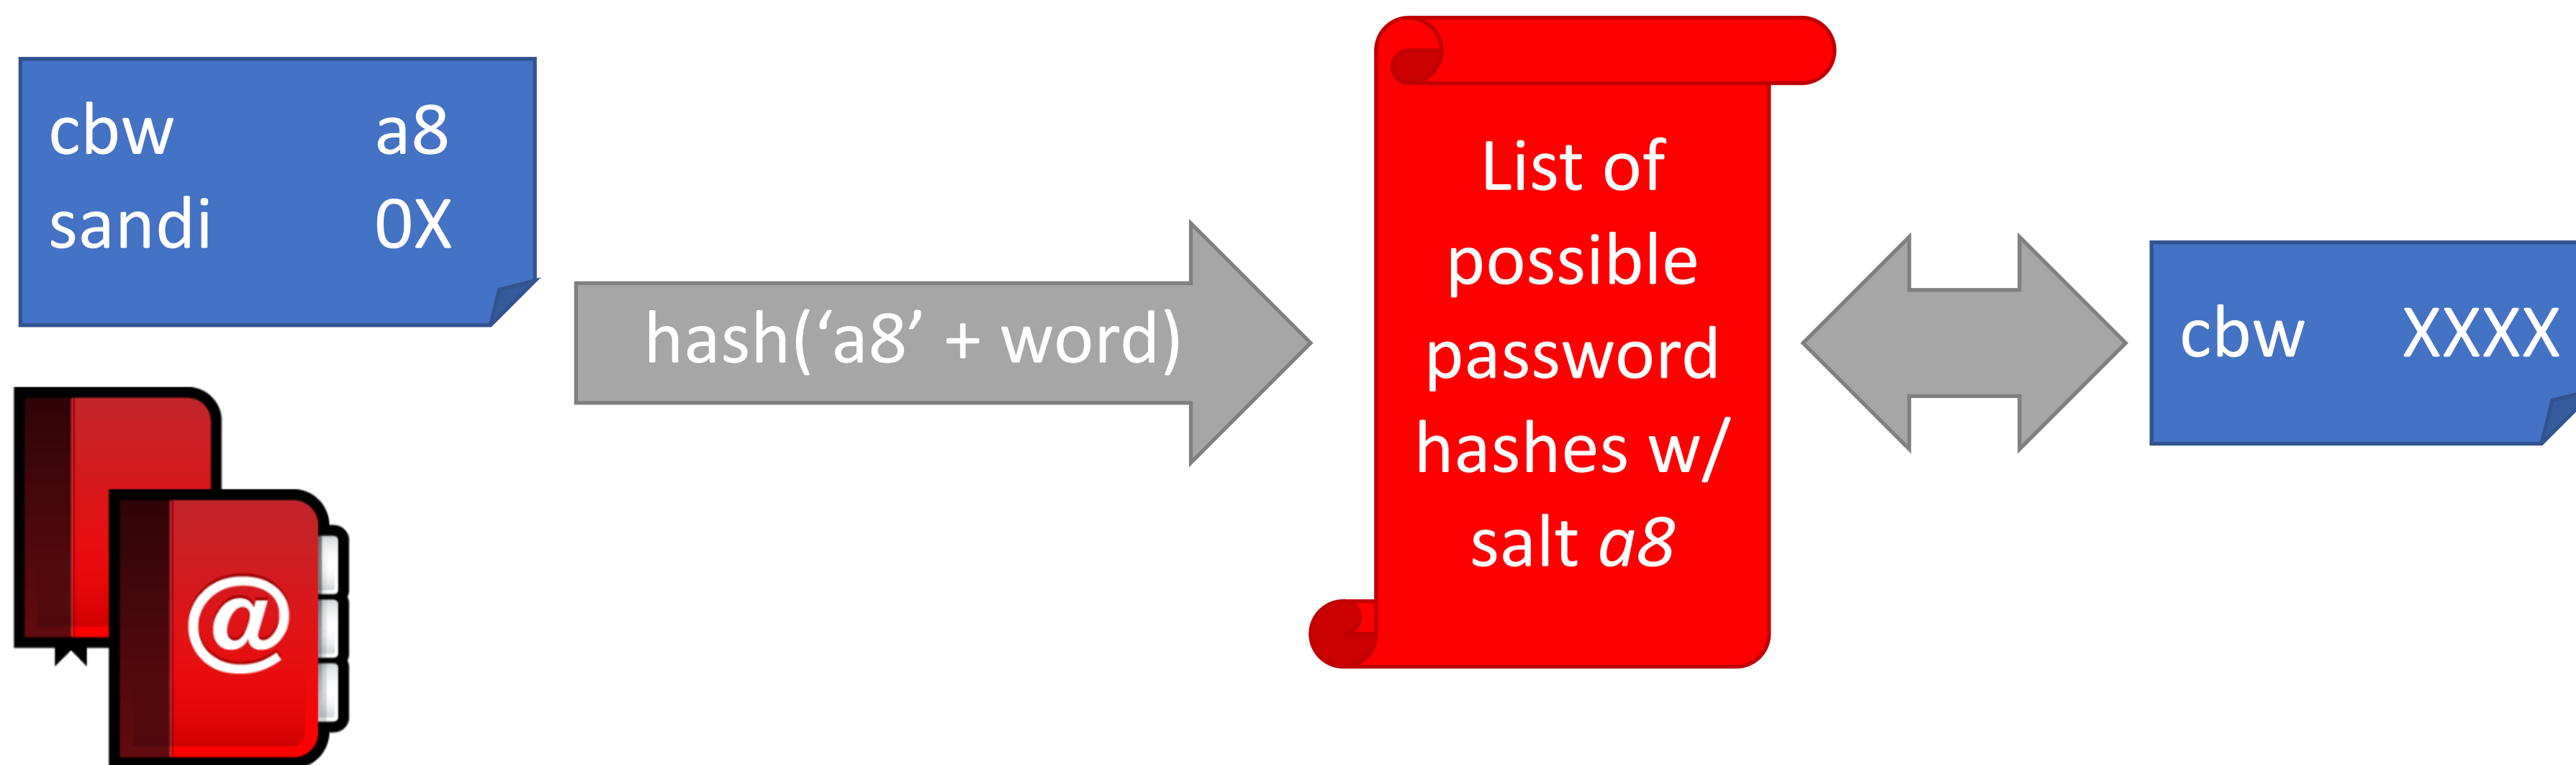 cbw a8
sandi 0X
@
hash(‘a8’ + word)
List of
possible
password
hashes w/
salt a8
cbw XXXX